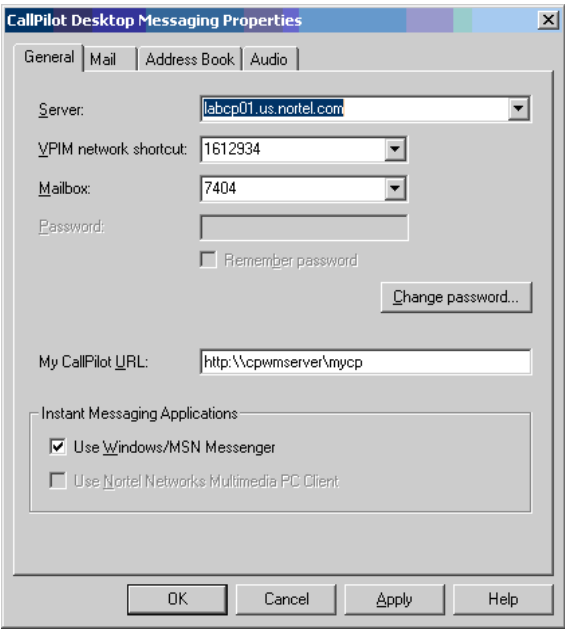 CallPilot Desktop Messaging Properties
General Mail Address Book Audio
Server: labcp01.us.nortel.com
VPIM network shortcut: 1612934
Mailbox: 7404
Password:
Remember password
Change password...
My CallPilot URL: http:\\cpwmserver\mycp
Instant Messaging Applications
Use Windows/MSN Messenger
Use Nortel Networks Multimedia PC Client
OK Cancel Apply Help